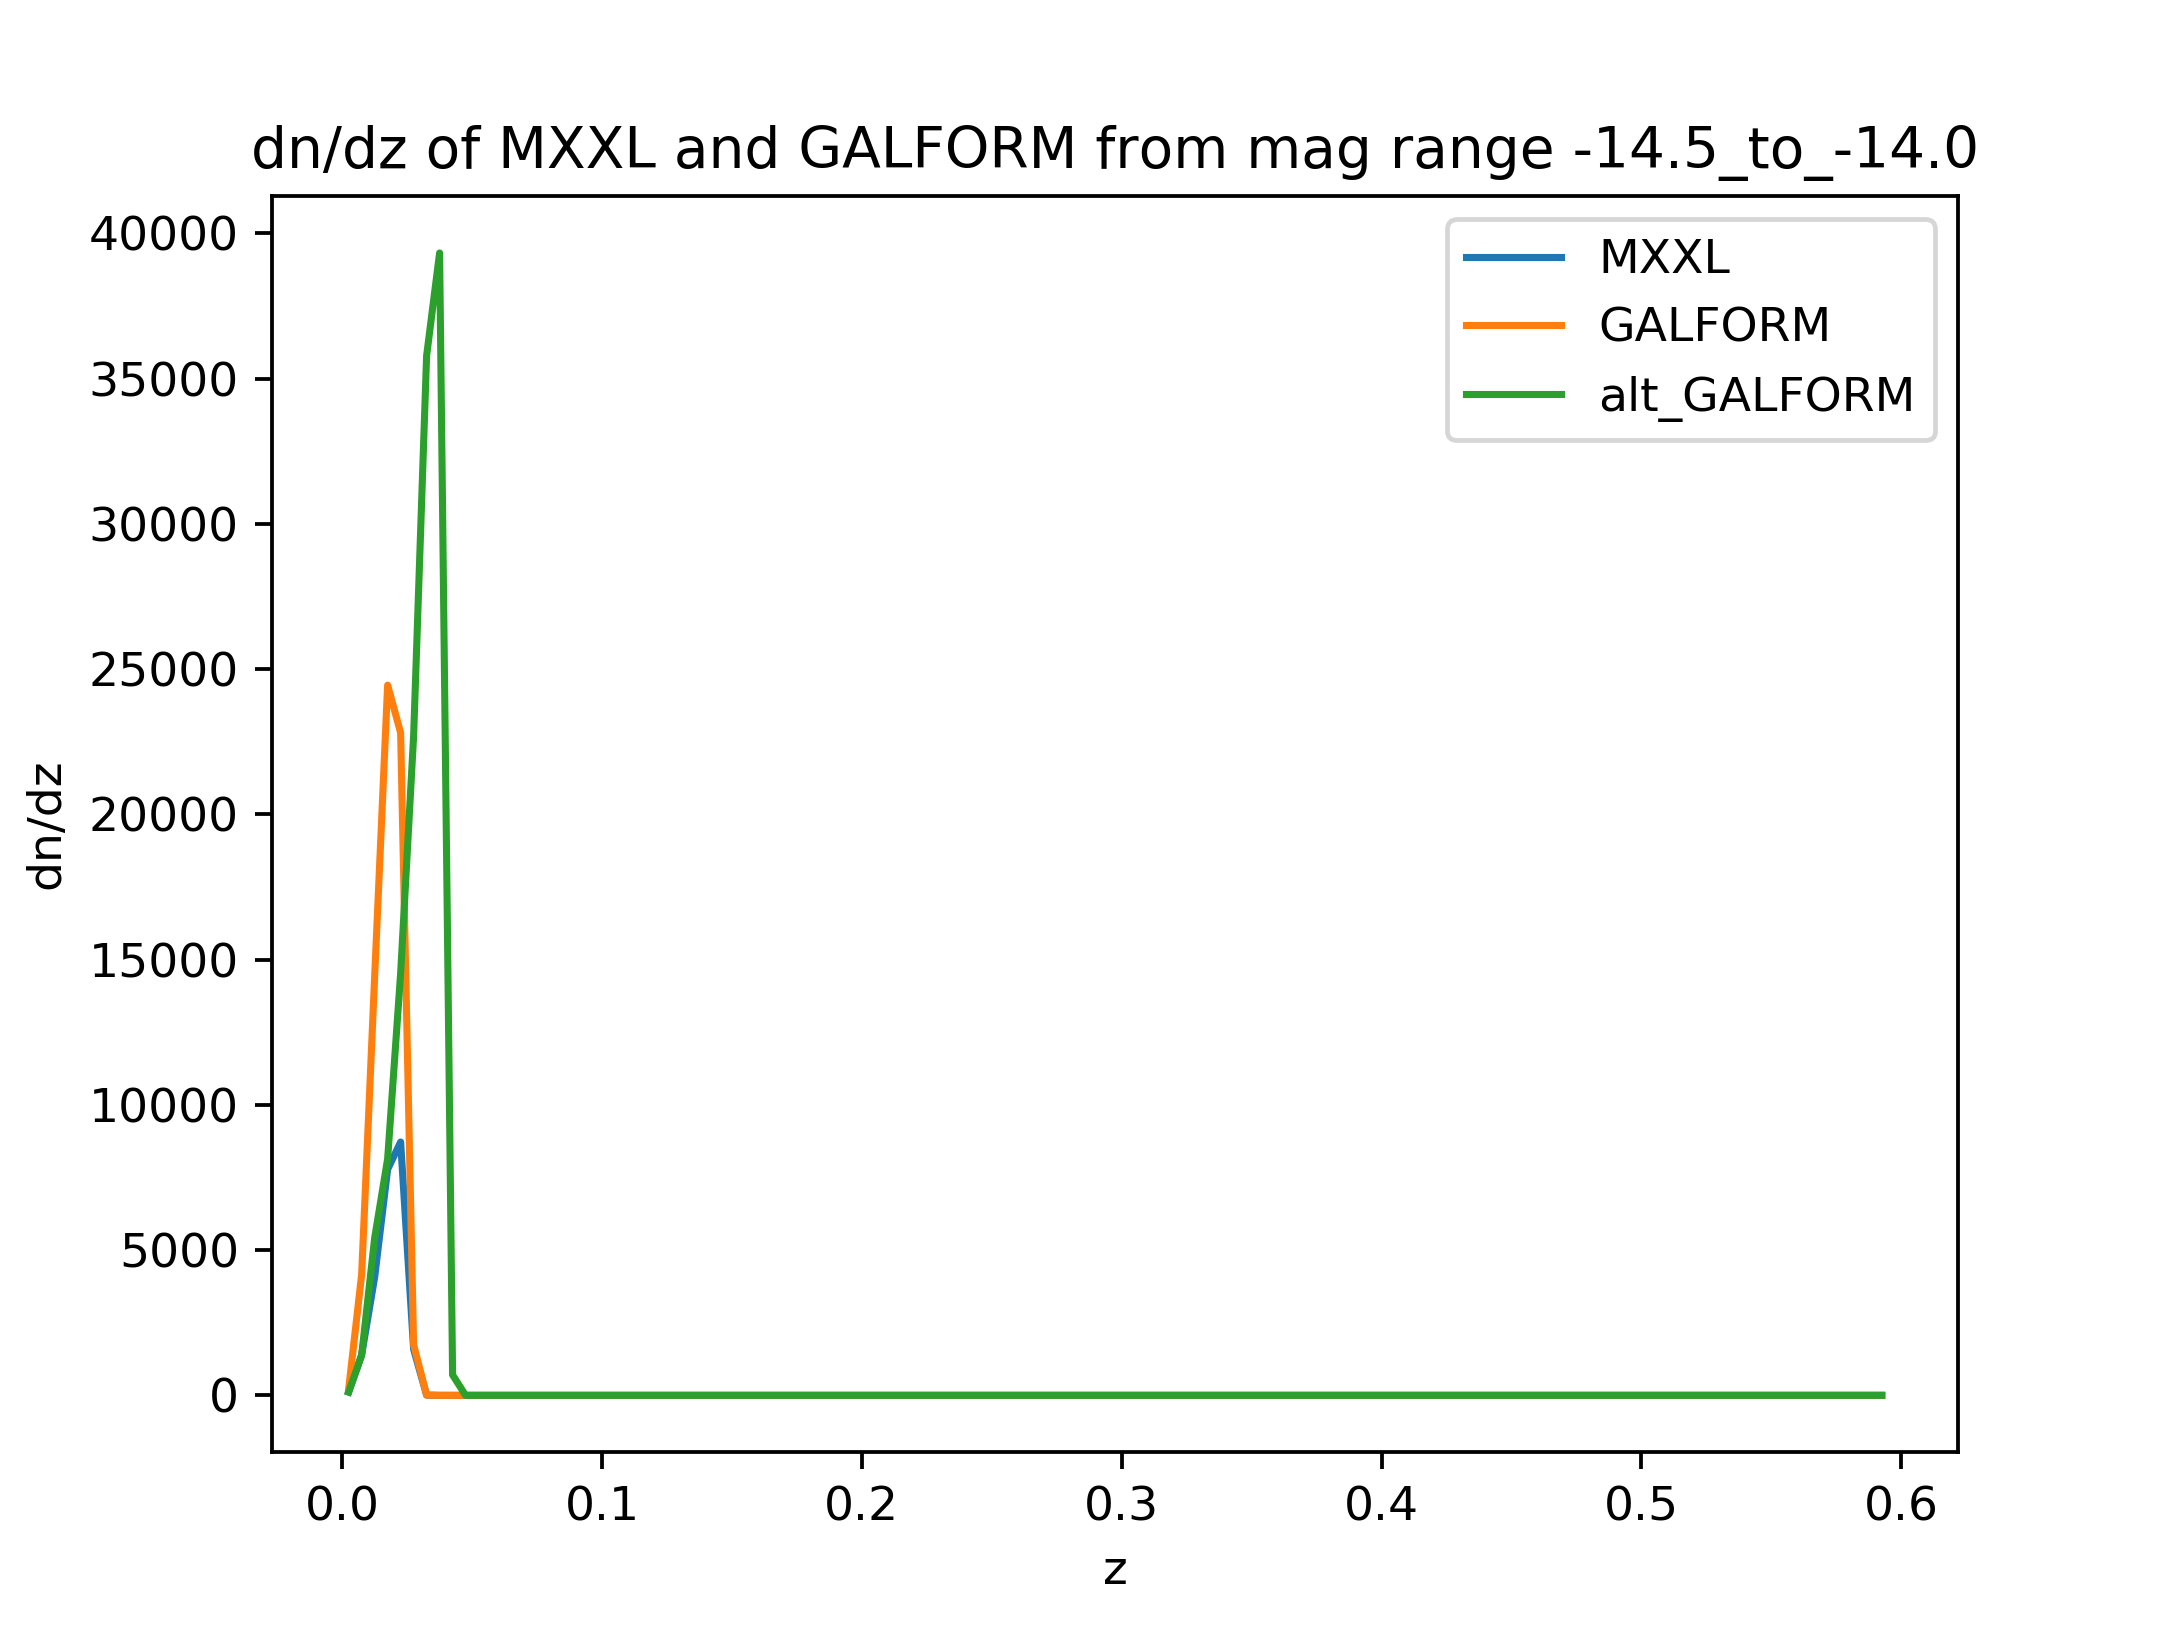 dn/dz of MXXL and GALFORM from mag range -14.5_to_-14.0
MXXL
GALFORM
alt_GALFORM
40000
35000
30000
25000
20000
15000
10000
5000
0
dn/dz
0.0 0.1 0.2 0.3 0.4 0.5 0.6
z